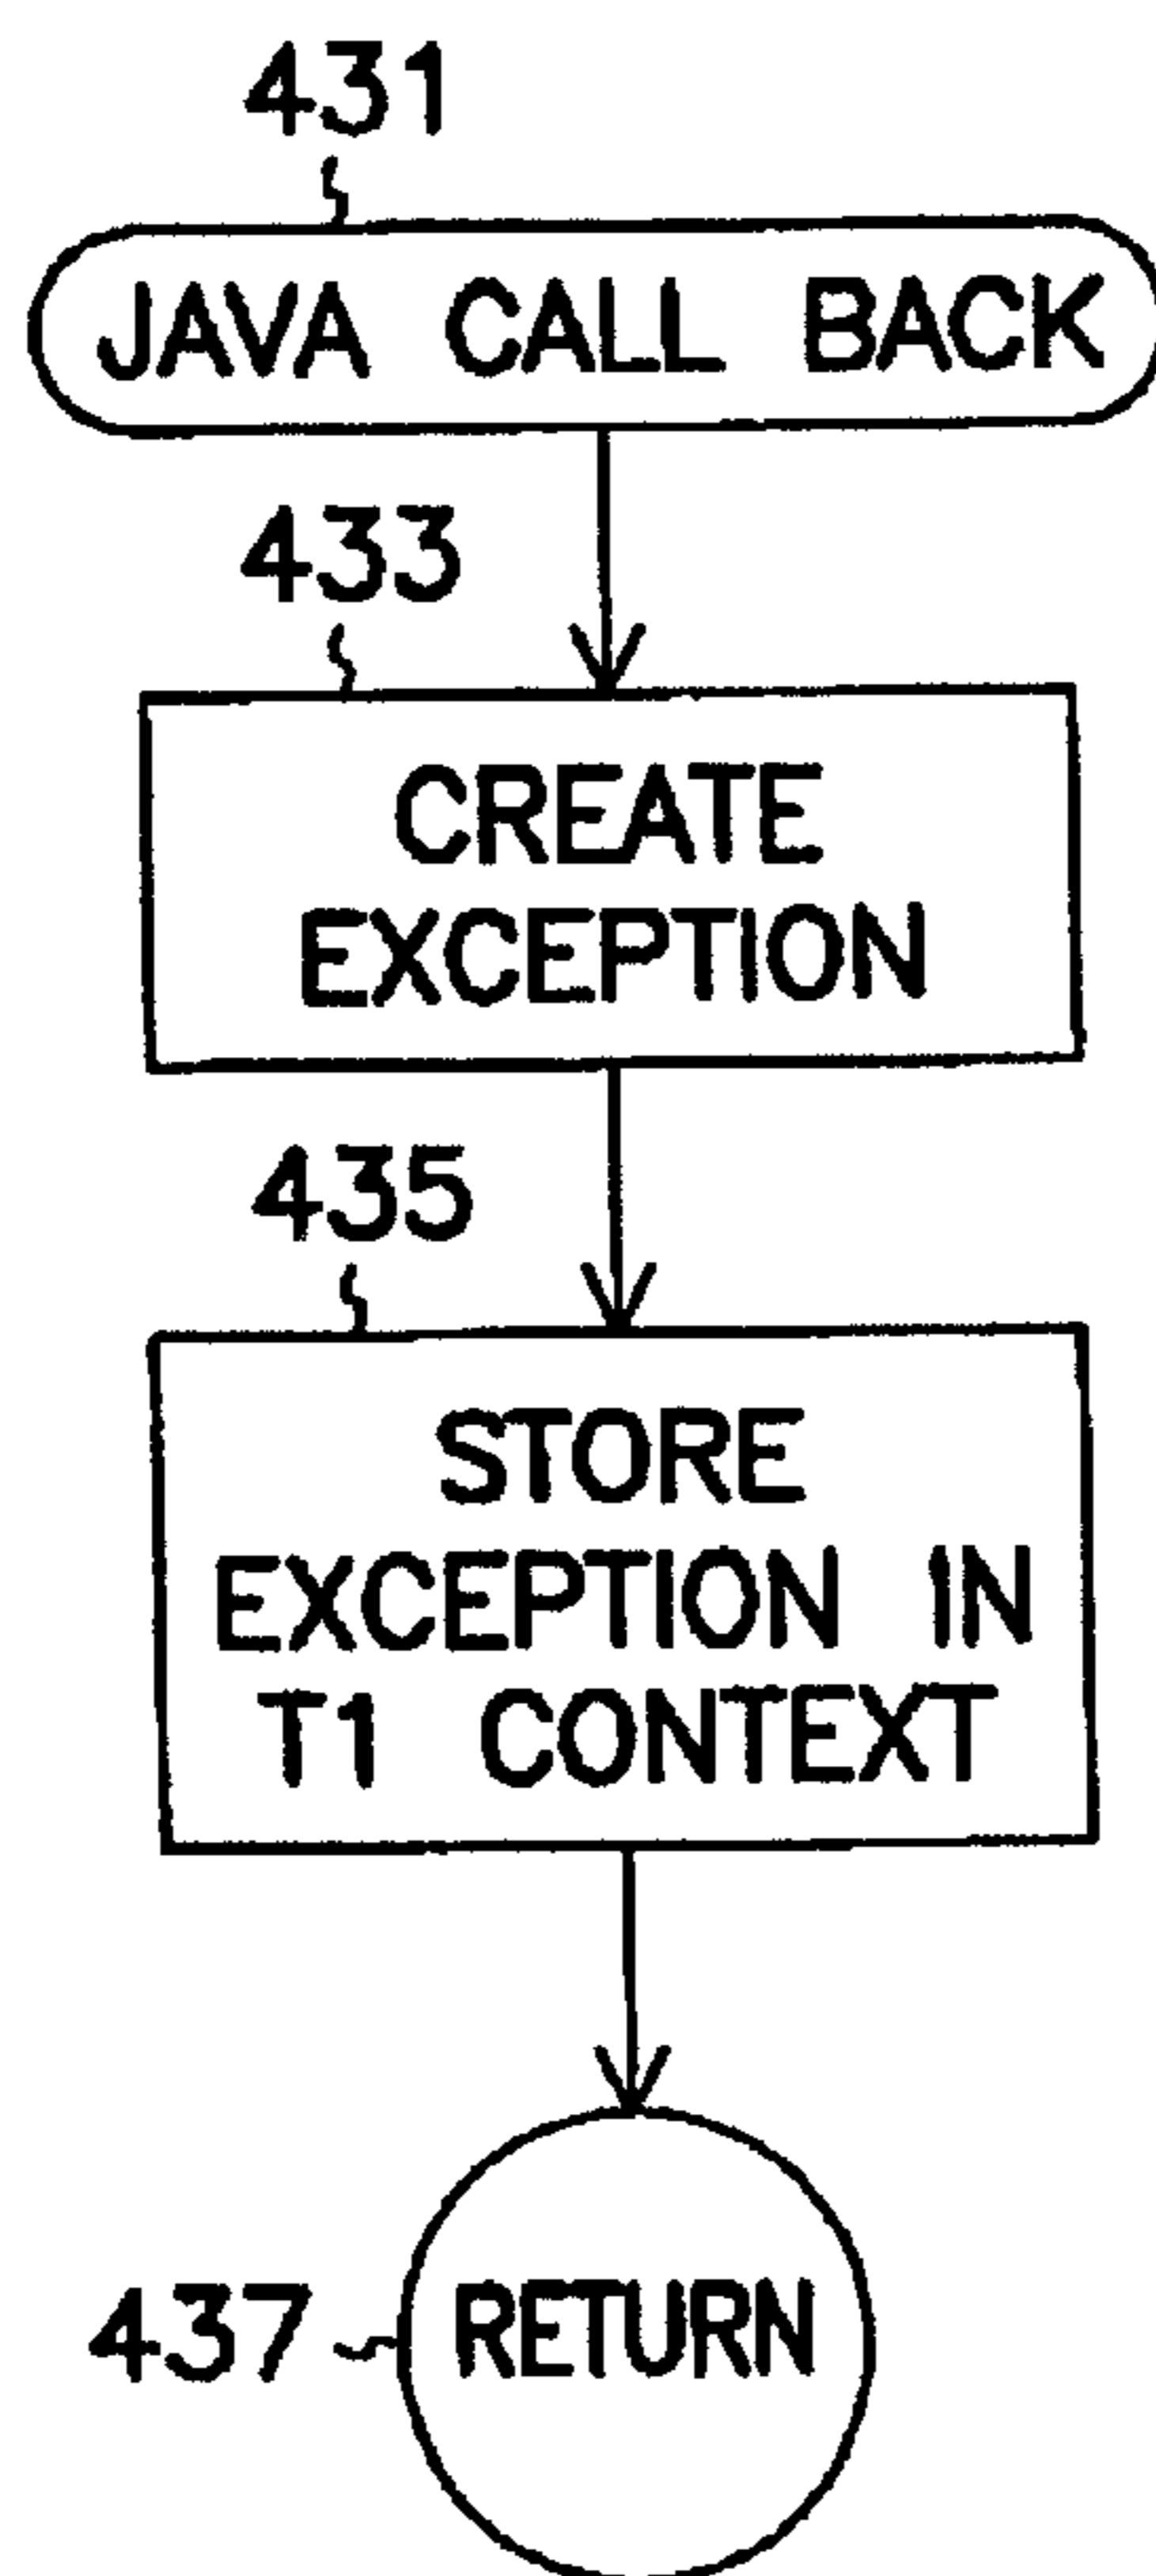 431
JAVA CALL BACK
433
CREATE
EXCEPTION
435
STORE
EXCEPTION IN
T1 CONTEXT
437
RETURN